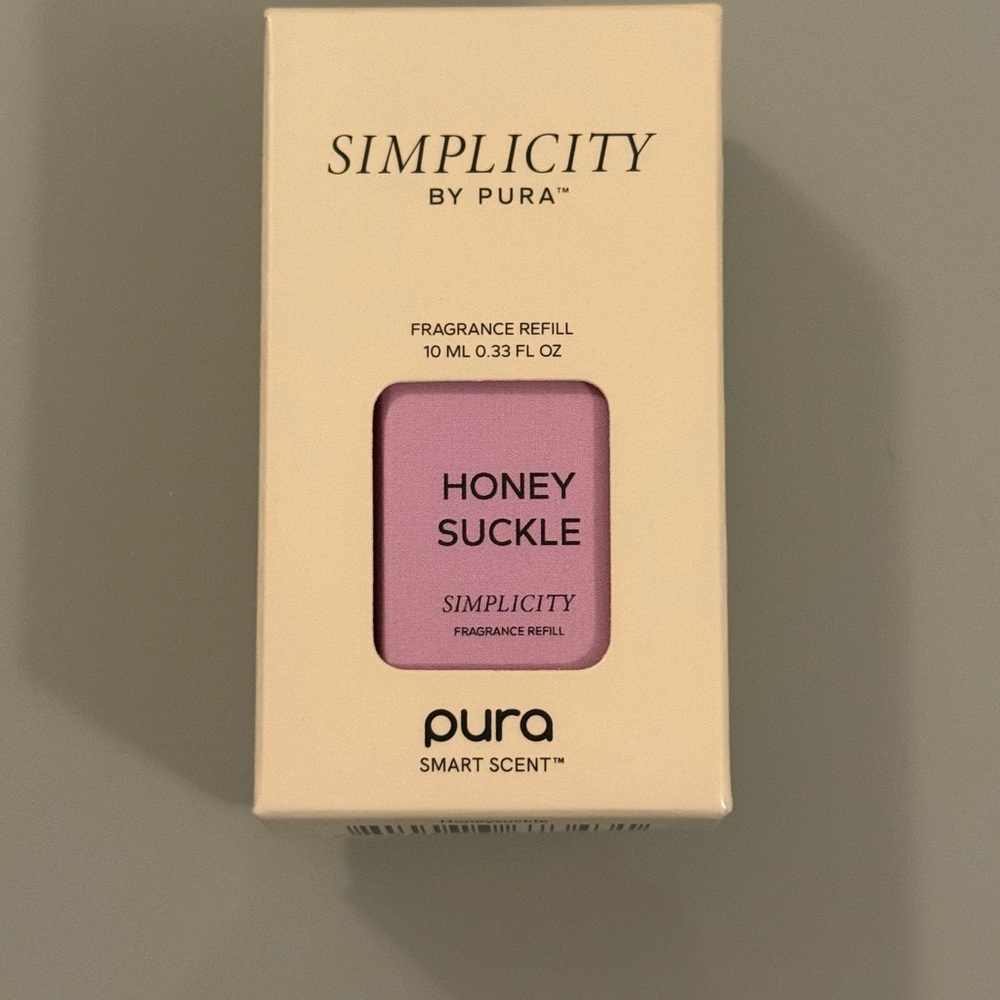 SIMPLICITY
BY PURA™
FRAGRANCE REFILL
10 ML 0.33 FL OZ
HONEY
SUCKLE
SIMPLICITY
FRAGRANCE REFILL
pura
SMART SCENT™
Honeysuckle